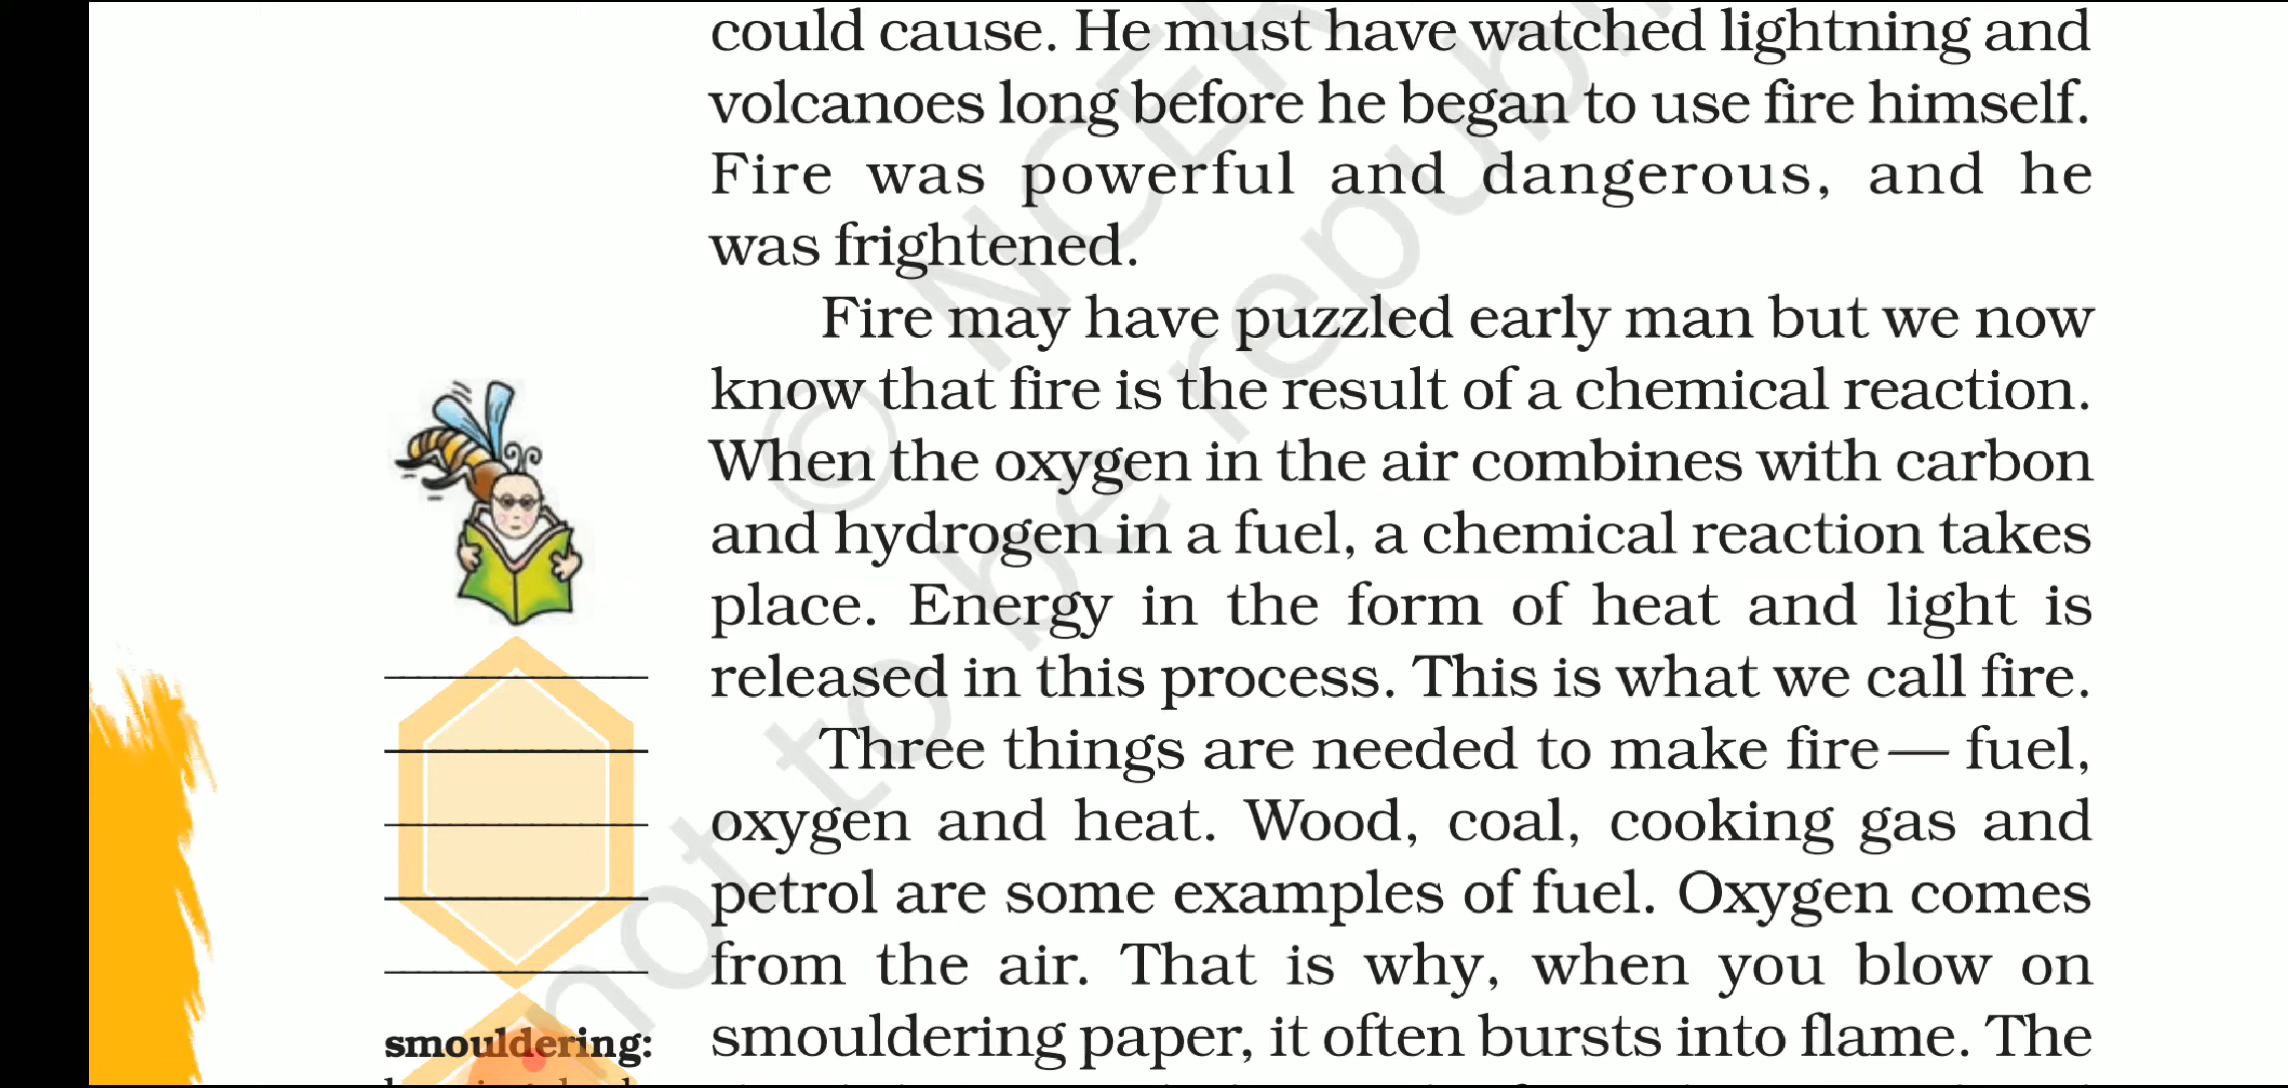 could cause. He must have watched lightning and
volcanoes long before he began to use fire himself.
Fire was powerful and dangerous, and he
was frightened.
Fire may have puzzled early man but we now
know that fire is the result of a chemical reaction.
When the oxygen in the air combines with carbon
and hydrogen in a fuel, a chemical reaction takes
place. Energy in the form of heat and light is
released in this process. This is what we call fire.
Three things are needed to make fire— fuel,
oxygen and heat. Wood, coal, cooking gas and
petrol are some examples of fuel. Oxygen comes
from the air. That is why, when you blow on
smouldering paper, it often bursts into flame. The
smouldering:
© NCER
not to be republi